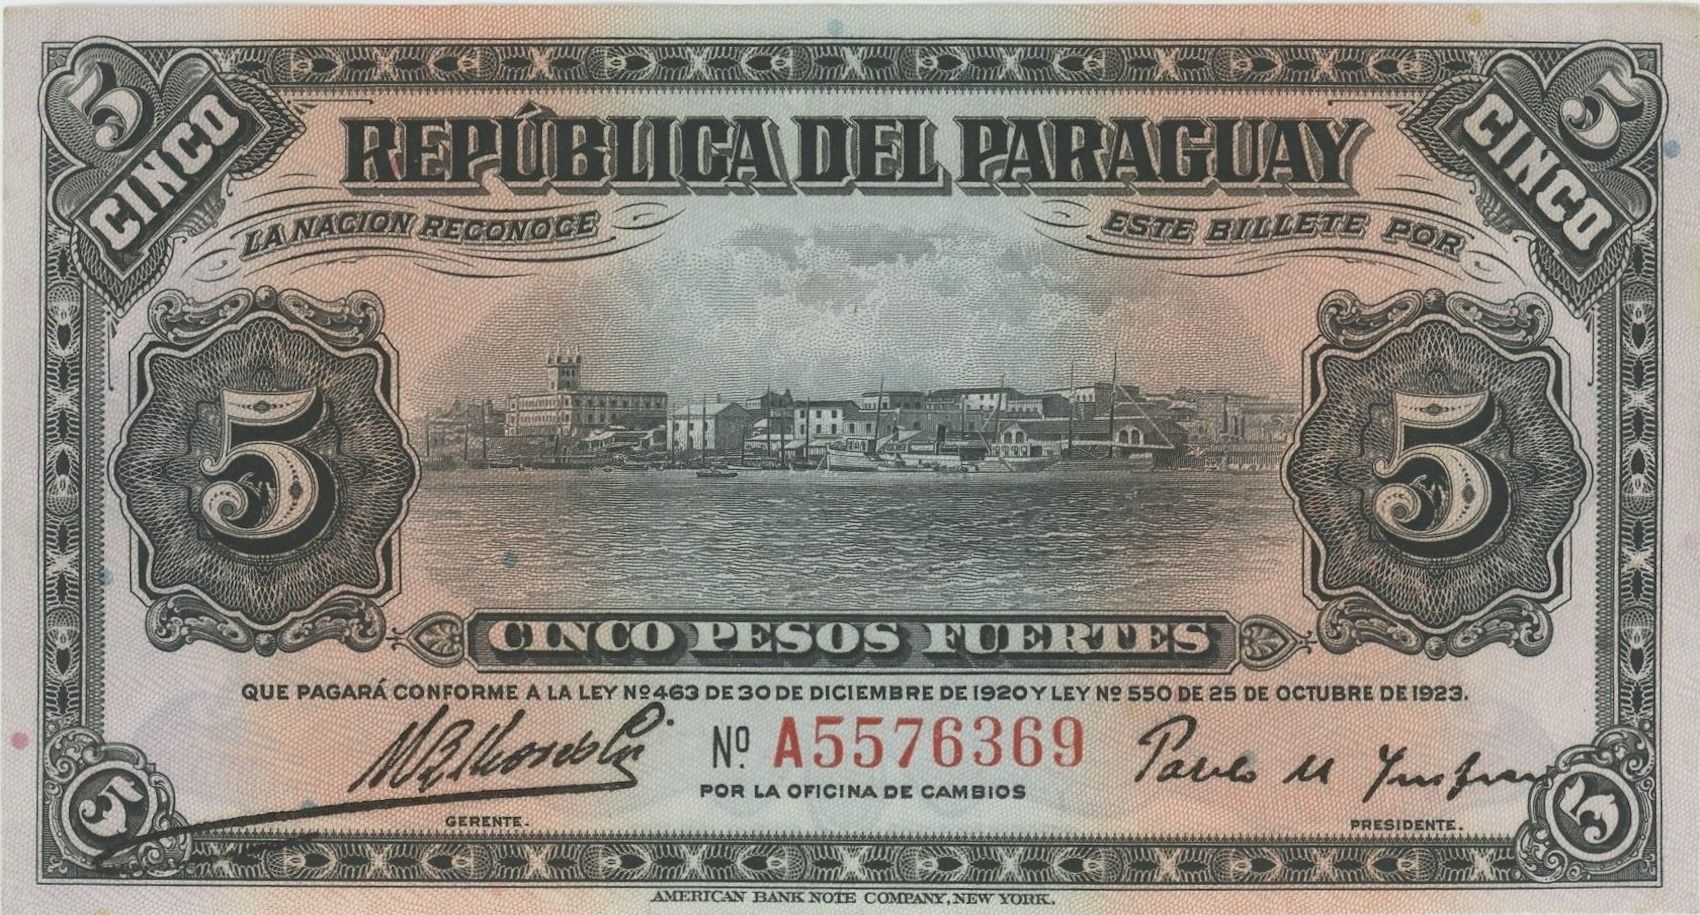 5
CINCO
5
CINCO
REPÚBLICA DEL PARAGUAY
LA NACION RECONOCE
ESTE BILLETE POR
5
5
CINCO PESOS FUERTES
QUE PAGARÁ CONFORME A LA LEY Nº 463 DE 30 DE DICIEMBRE DE 1920 Y LEY Nº 550 DE 25 DE OCTUBRE DE 1923.
Nº A5576369
POR LA OFICINA DE CAMBIOS
GERENTE.
PRESIDENTE.
5
5
AMERICAN BANK NOTE COMPANY, NEW YORK.